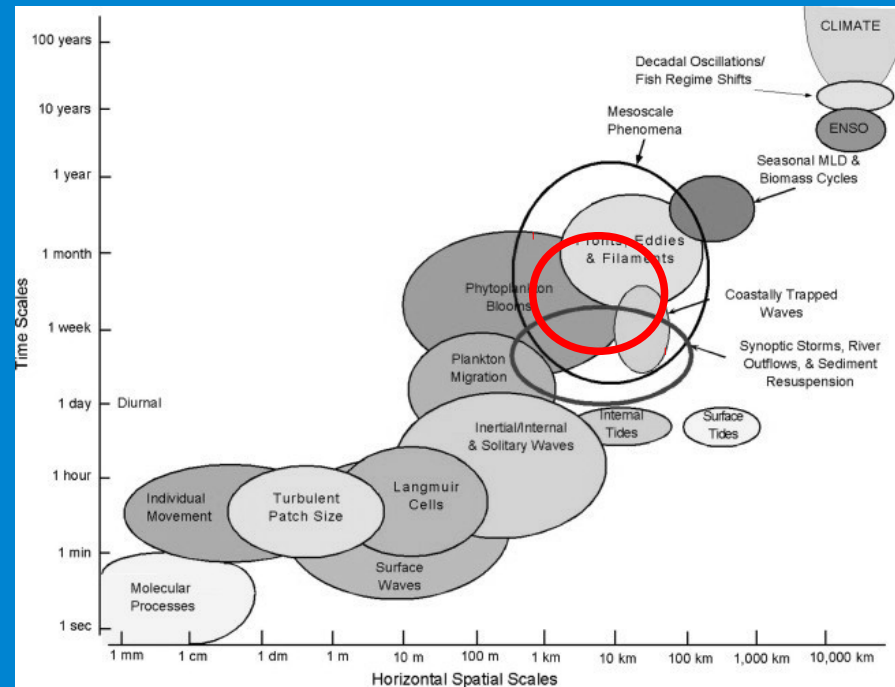 CLIMATE
100 years
Decadal Oscillations/
Fish Regime Shifts
10 years
Mesoscale
Phenomena
ENSO
1 year
Seasonal MLD &
Biomass Cycles
1 month
Fronts, Eddies
& Filaments
Phytoplankton
Blooms
Coastally Trapped
Waves
Time Scales
1 week
Synoptic Storms, River
Outflows, & Sediment
Resuspension
Plankton
Migration
1 day
Diurnal
Inertial/Internal
& Solitary Waves
Internal
Tides
Surface
Tides
1 hour
Individual
Movement
Turbulent
Patch Size
Langmuir
Cells
1 min
Surface
Waves
Molecular
Processes
1 sec
1 mm 1 cm 1 dm 1 m 10 m 100 m 1 km 10 km 100 km 1,000 km 10,000 km
Horizontal Spatial Scales